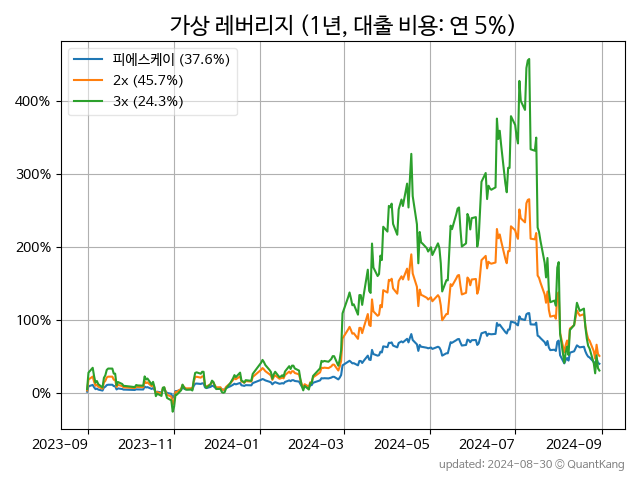 가상 레버리지 (1년, 대출 비용: 연 5%)
피에스케이 (37.6%)
2x (45.7%)
3x (24.3%)
400%
300%
200%
100%
0%
2023-09 2023-11 2024-01 2024-03 2024-05 2024-07 2024-09
updated: 2024-08-30 © QuantKang